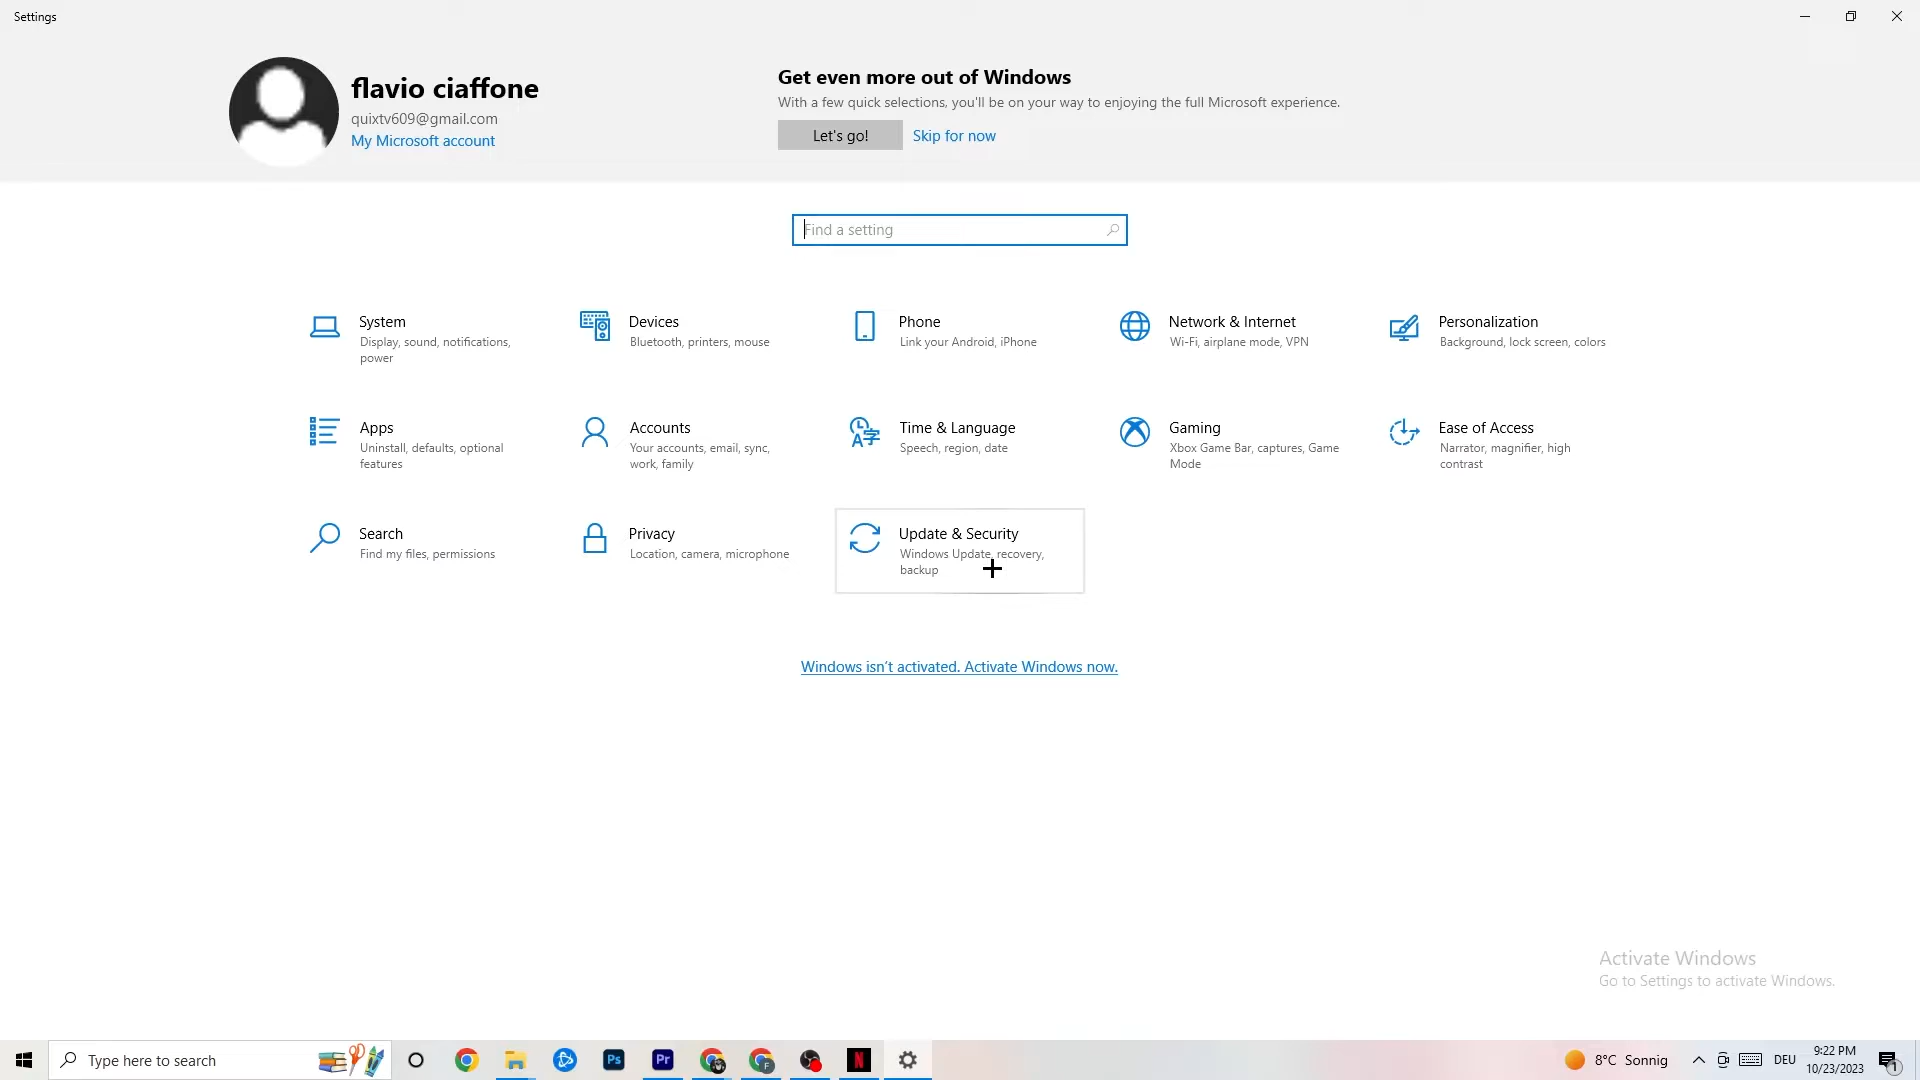 Settings
flavio ciaffone
quixtv609@gmail.com
My Microsoft account
Get even more out of Windows
With a few quick selections, you'll be on your way to enjoying the full Microsoft experience.
Let's go!
Skip for now
Find a setting
System
Display, sound, notifications,
power
Devices
Bluetooth, printers, mouse
Phone
Link your Android, iPhone
Network & Internet
Wi-Fi, airplane mode, VPN
Personalization
Background, lock screen, colors
Apps
Uninstall, defaults, optional
features
Accounts
Your accounts, email, sync,
work, family
Time & Language
Speech, region, date
Gaming
Xbox Game Bar, captures, Game
Mode
Ease of Access
Narrator, magnifier, high
contrast
Search
Find my files, permissions
Privacy
Location, camera, microphone
Update & Security
Windows Update, recovery,
backup
Windows isn't activated. Activate Windows now.
Activate Windows
Go to Settings to activate Windows.
Type here to search
Ps
Pr
F
N
8°C Sonnig
DEU
9:22 PM
10/23/2023
1